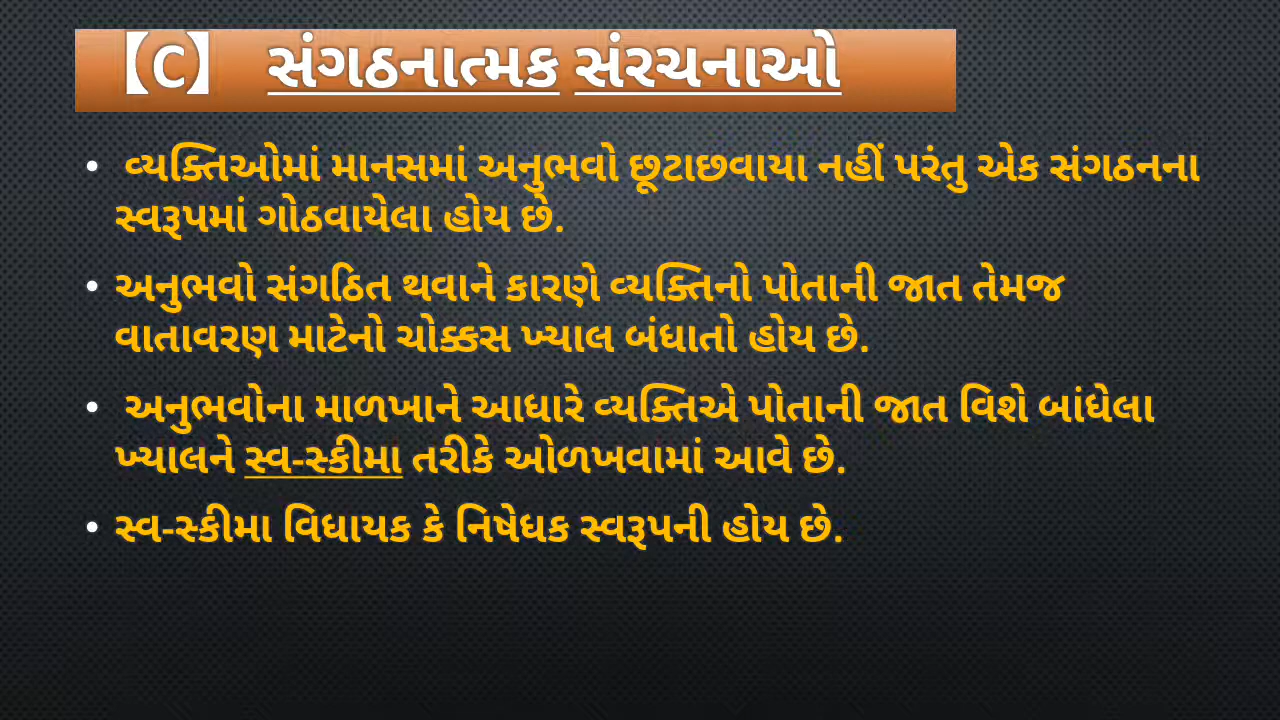 【C】 સંગઠનાત્મક સંરચનાઓ
• વ્યક્તિઓમાં માનસમાં અનુભવો છૂટાછવાયા નહીં પરંતુ એક સંગઠનના
સ્વરૂપમાં ગોઠવાયેલા હોય છે.
• અનુભવો સંગઠિત થવાને કારણે વ્યક્તિનો પોતાની જાત તેમજ
વાતાવરણ માટેનો ચોક્કસ ખ્યાલ બંધાતો હોય છે.
• અનુભવોના માળખાને આધારે વ્યક્તિએ પોતાની જાત વિશે બાંધેલા
ખ્યાલને સ્વ-સ્કીમા તરીકે ઓળખવામાં આવે છે.
• સ્વ-સ્કીમા વિધાયક કે નિષેધક સ્વરૂપની હોય છે.